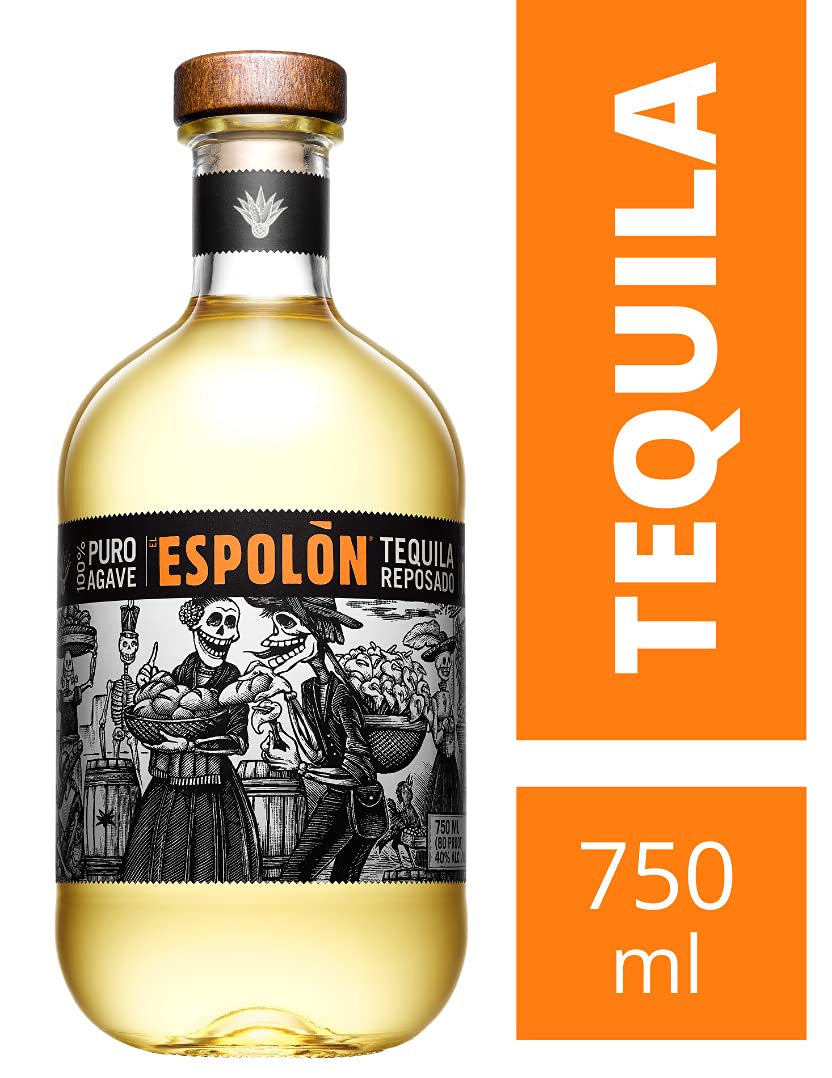 100% PURO
AGAVE
EL ESPOLÒN® TEQUILA
REPOSADO
750 ML
(80 PROOF)
40% ALC
TEQUILA
750
ml